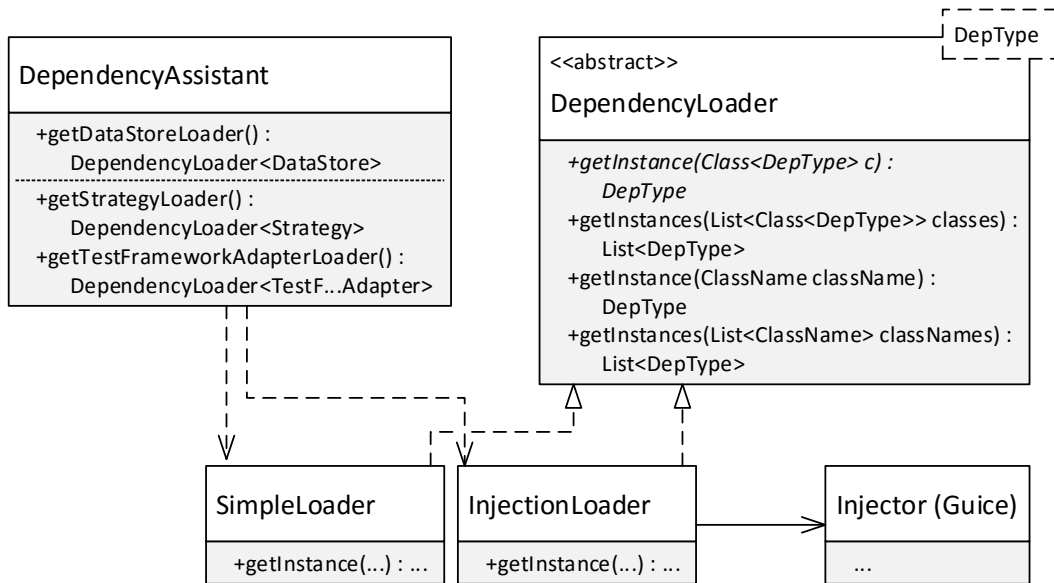 DependencyAssistant
+getDataStoreLoader() :
DependencyLoader<DataStore>
+getStrategyLoader() :
DependencyLoader<Strategy>
+getTestFrameworkAdapterLoader() :
DependencyLoader<TestF...Adapter>
DepType
<<abstract>>
DependencyLoader
+getInstance(Class<DepType> c) :
DepType
+getInstances(List<Class<DepType>> classes) :
List<DepType>
+getInstance(ClassName className) :
DepType
+getInstances(List<ClassName> classNames) :
List<DepType>
SimpleLoader
+getInstance(...) : ...
InjectionLoader
+getInstance(...) : ...
Injector (Guice)
...